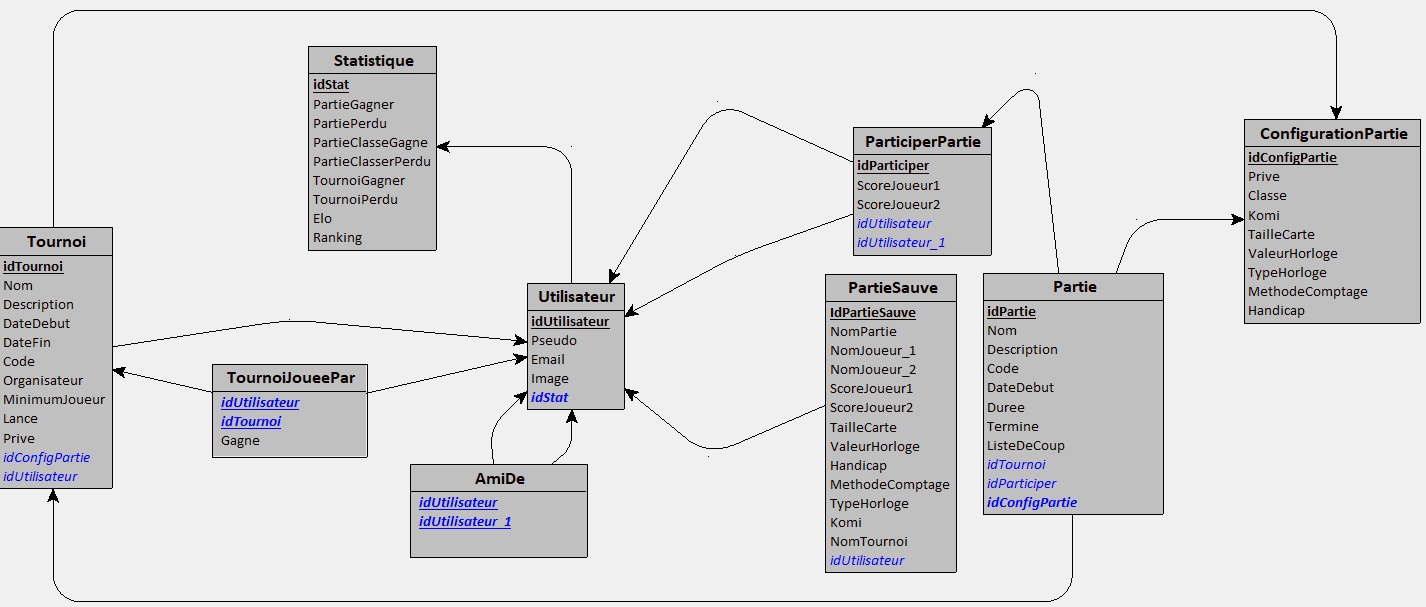 Statistique
idStat
PartieGagner
PartiePerdu
PartieClasseGagne
PartieClasserPerdu
TournoiGagner
TournoiPerdu
Elo
Ranking
Tournoi
idTournoi
Nom
Description
DateDebut
DateFin
Code
Organisateur
MinimumJoueur
Lance
Prive
idConfigPartie
idUtilisateur
TournoiJoueePar
idUtilisateur
idTournoi
Gagne
Utilisateur
idUtilisateur
Pseudo
Email
Image
idStat
AmiDe
idUtilisateur
idUtilisateur_1
ParticiperPartie
idParticiper
ScoreJoueur1
ScoreJoueur2
idUtilisateur
idUtilisateur_1
PartieSauve
IdPartieSauve
NomPartie
NomJoueur_1
NomJoueur_2
ScoreJoueur1
ScoreJoueur2
TailleCarte
ValeurHorloge
Handicap
MethodeComptage
TypeHorloge
Komi
NomTournoi
idUtilisateur
Partie
idPartie
Nom
Description
Code
DateDebut
Duree
Termine
ListeDeCoup
idTournoi
idParticiper
idConfigPartie
ConfigurationPartie
idConfigPartie
Prive
Classe
Komi
TailleCarte
ValeurHorloge
TypeHorloge
MethodeComptage
Handicap